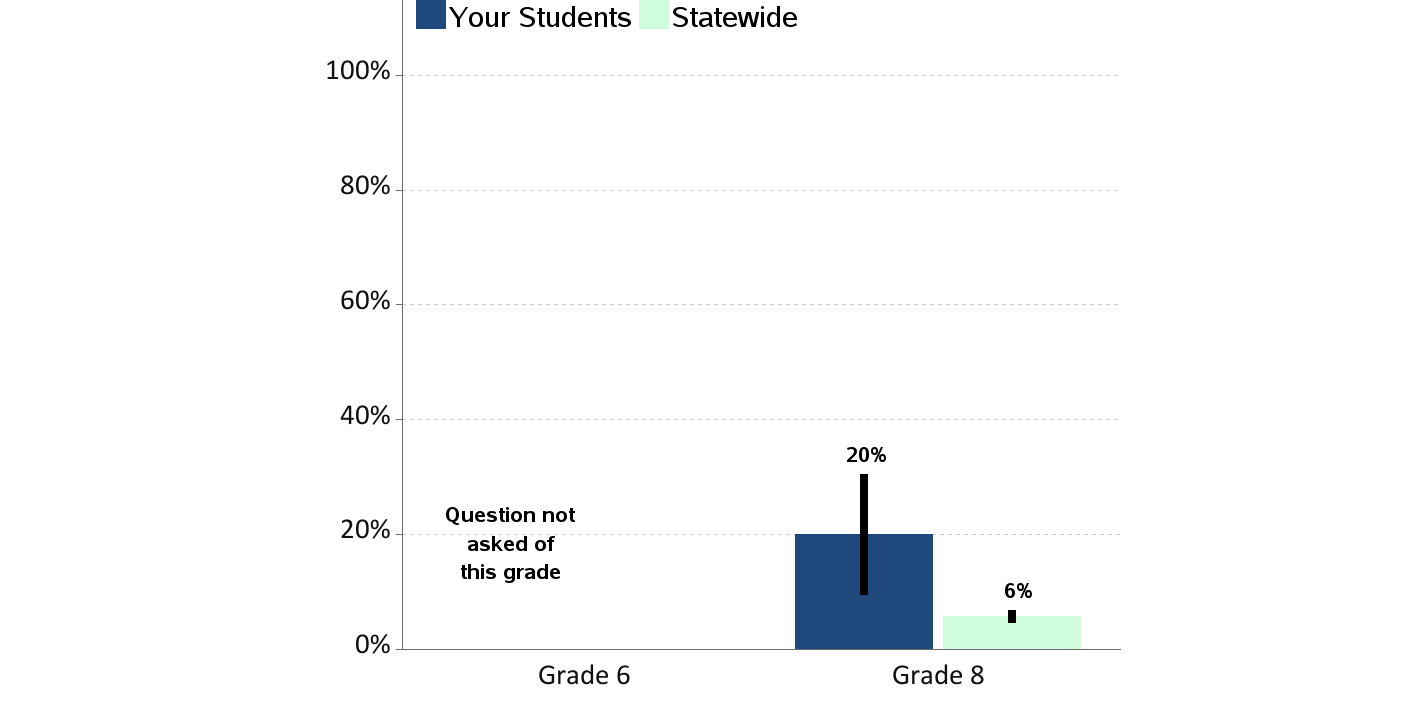 Your Students Statewide
100%
80%
60%
40%
20%
0%
20%
6%
Question not
asked of
this grade
Grade 6 Grade 8